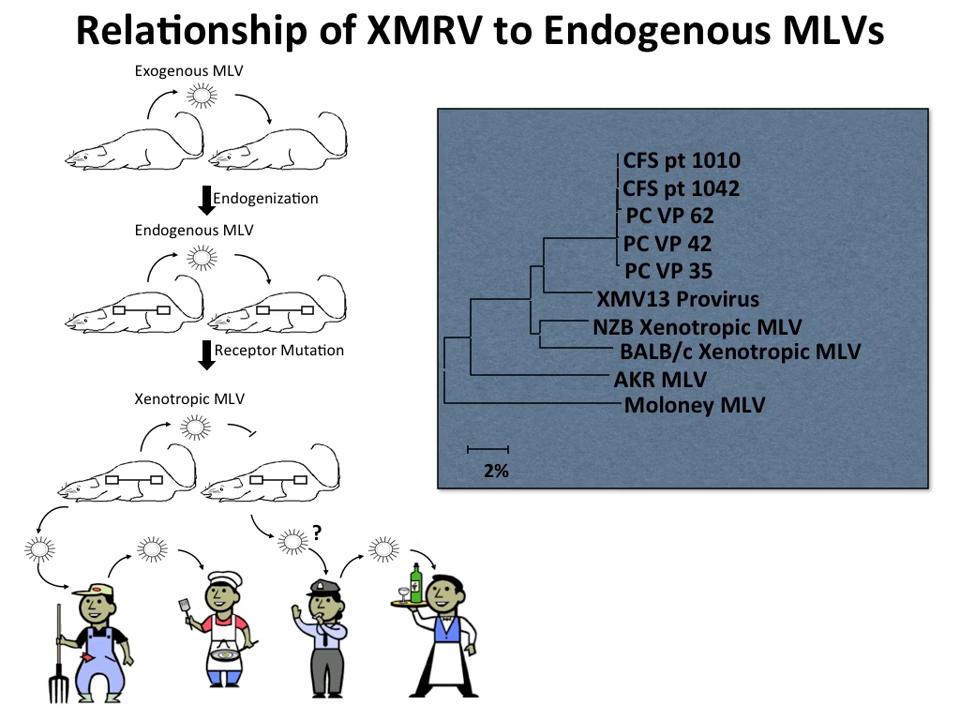 Relationship of XMRV to Endogenous MLVs
Exogenous MLV
Endogenization
Endogenous MLV
Receptor Mutation
Xenotropic MLV
?
CFS pt 1010
CFS pt 1042
PC VP 62
PC VP 42
PC VP 35
XMV13 Provirus
NZB Xenotropic MLV
BALB/c Xenotropic MLV
AKR MLV
Moloney MLV
2%